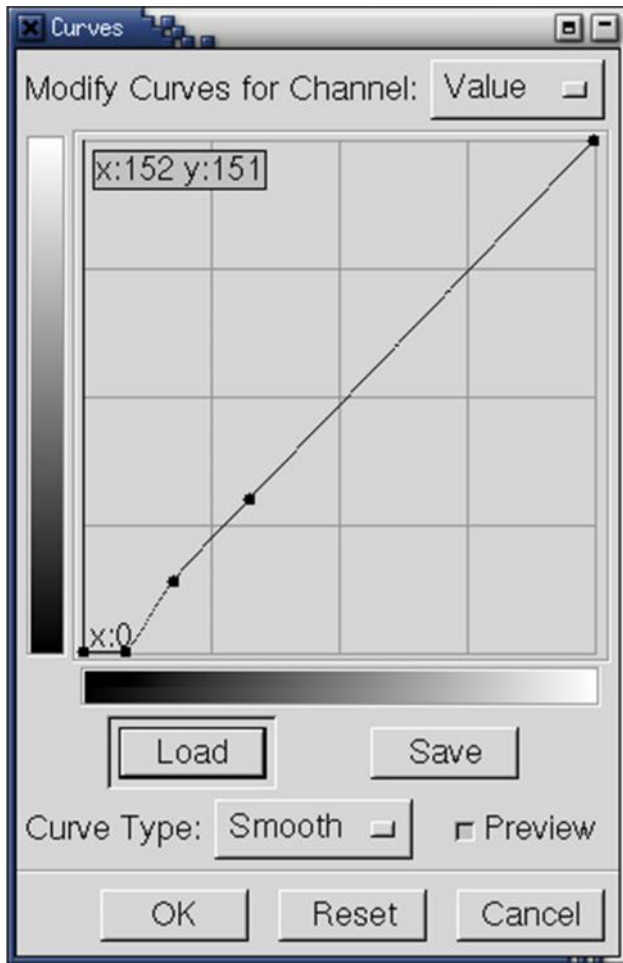 Curves
Modify Curves for Channel: Value
x:152 y:151
x:0
Load Save
Curve Type: Smooth Preview
OK Reset Cancel